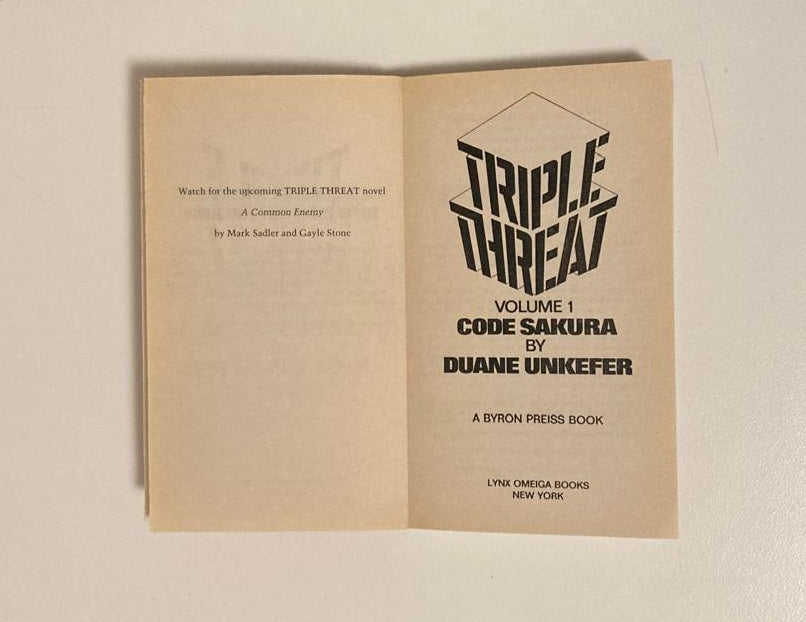 Watch for the upcoming TRIPLE THREAT novel
A Common Enemy
by Mark Sadler and Gayle Stone
TRIPLE
THREAT
VOLUME 1
CODE SAKURA
BY
DUANE UNKEFER
A BYRON PREISS BOOK
LYNX OMEIGA BOOKS
NEW YORK